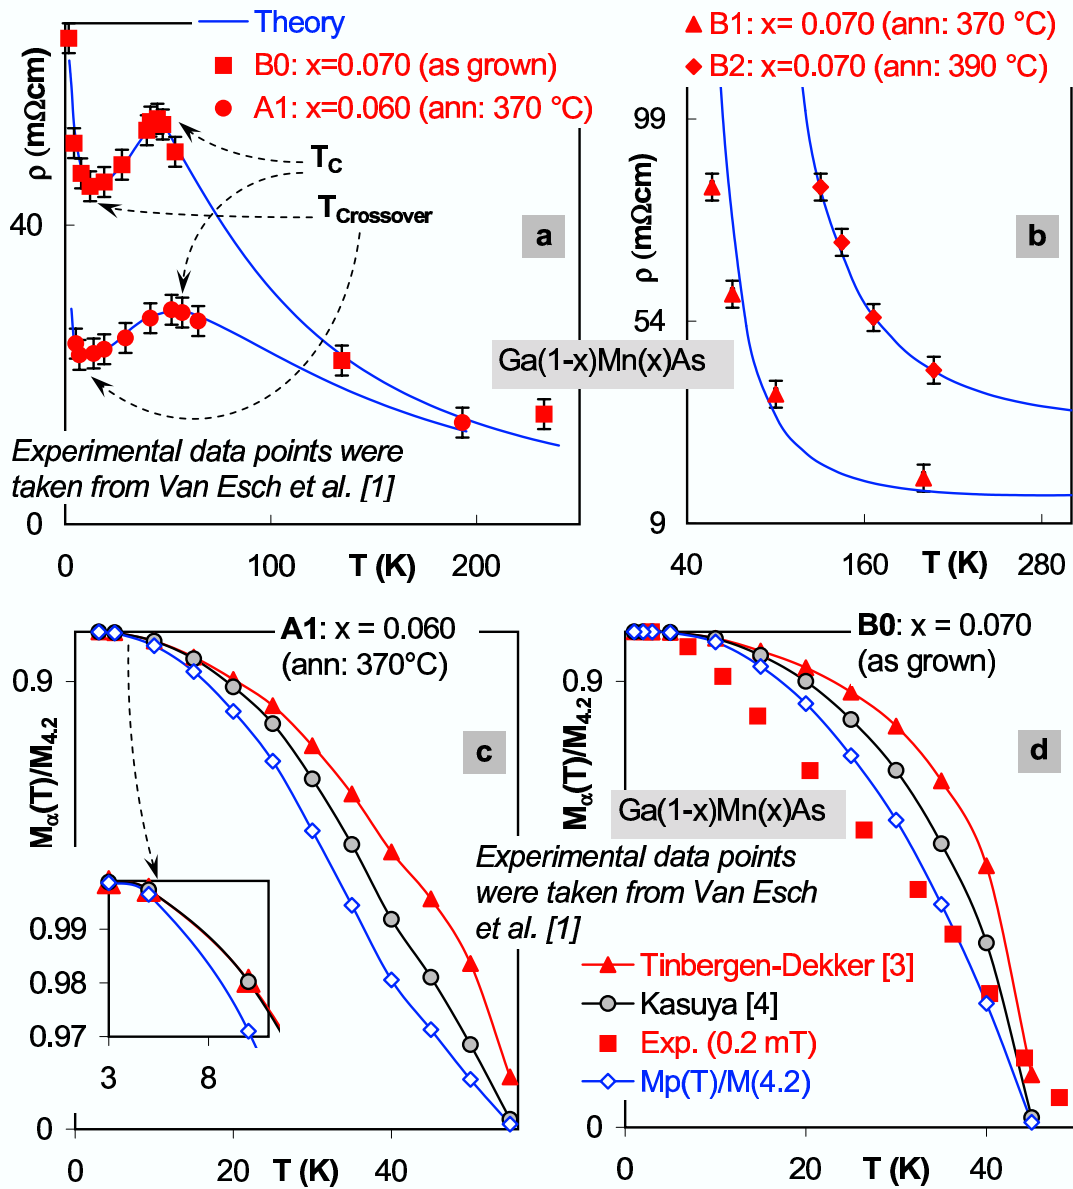 Theory
B0: x=0.070 (as grown)
A1: x=0.060 (ann: 370 °C)
ρ (mΩcm)
T_C
T_Crossover
40
a
Experimental data points were
taken from Van Esch et al. [1]
0
0
100
T (K)
200
B1: x= 0.070 (ann: 370 °C)
B2: x=0.070 (ann: 390 °C)
99
ρ (mΩcm)
b
54
Ga(1-x)Mn(x)As
9
40
160
T (K)
280
A1: x = 0.060
(ann: 370°C)
0.9
Mα(T)/M4.2
c
0.99
0.98
0.97
3
8
0
0
20
T (K)
40
B0: x = 0.070
(as grown)
0.9
Mα(T)/M4.2
d
Ga(1-x)Mn(x)As
Experimental data points
were taken from Van Esch
et al. [1]
Tinbergen-Dekker [3]
Kasuya [4]
Exp. (0.2 mT)
Mp(T)/M(4.2)
0
0
20
T (K)
40